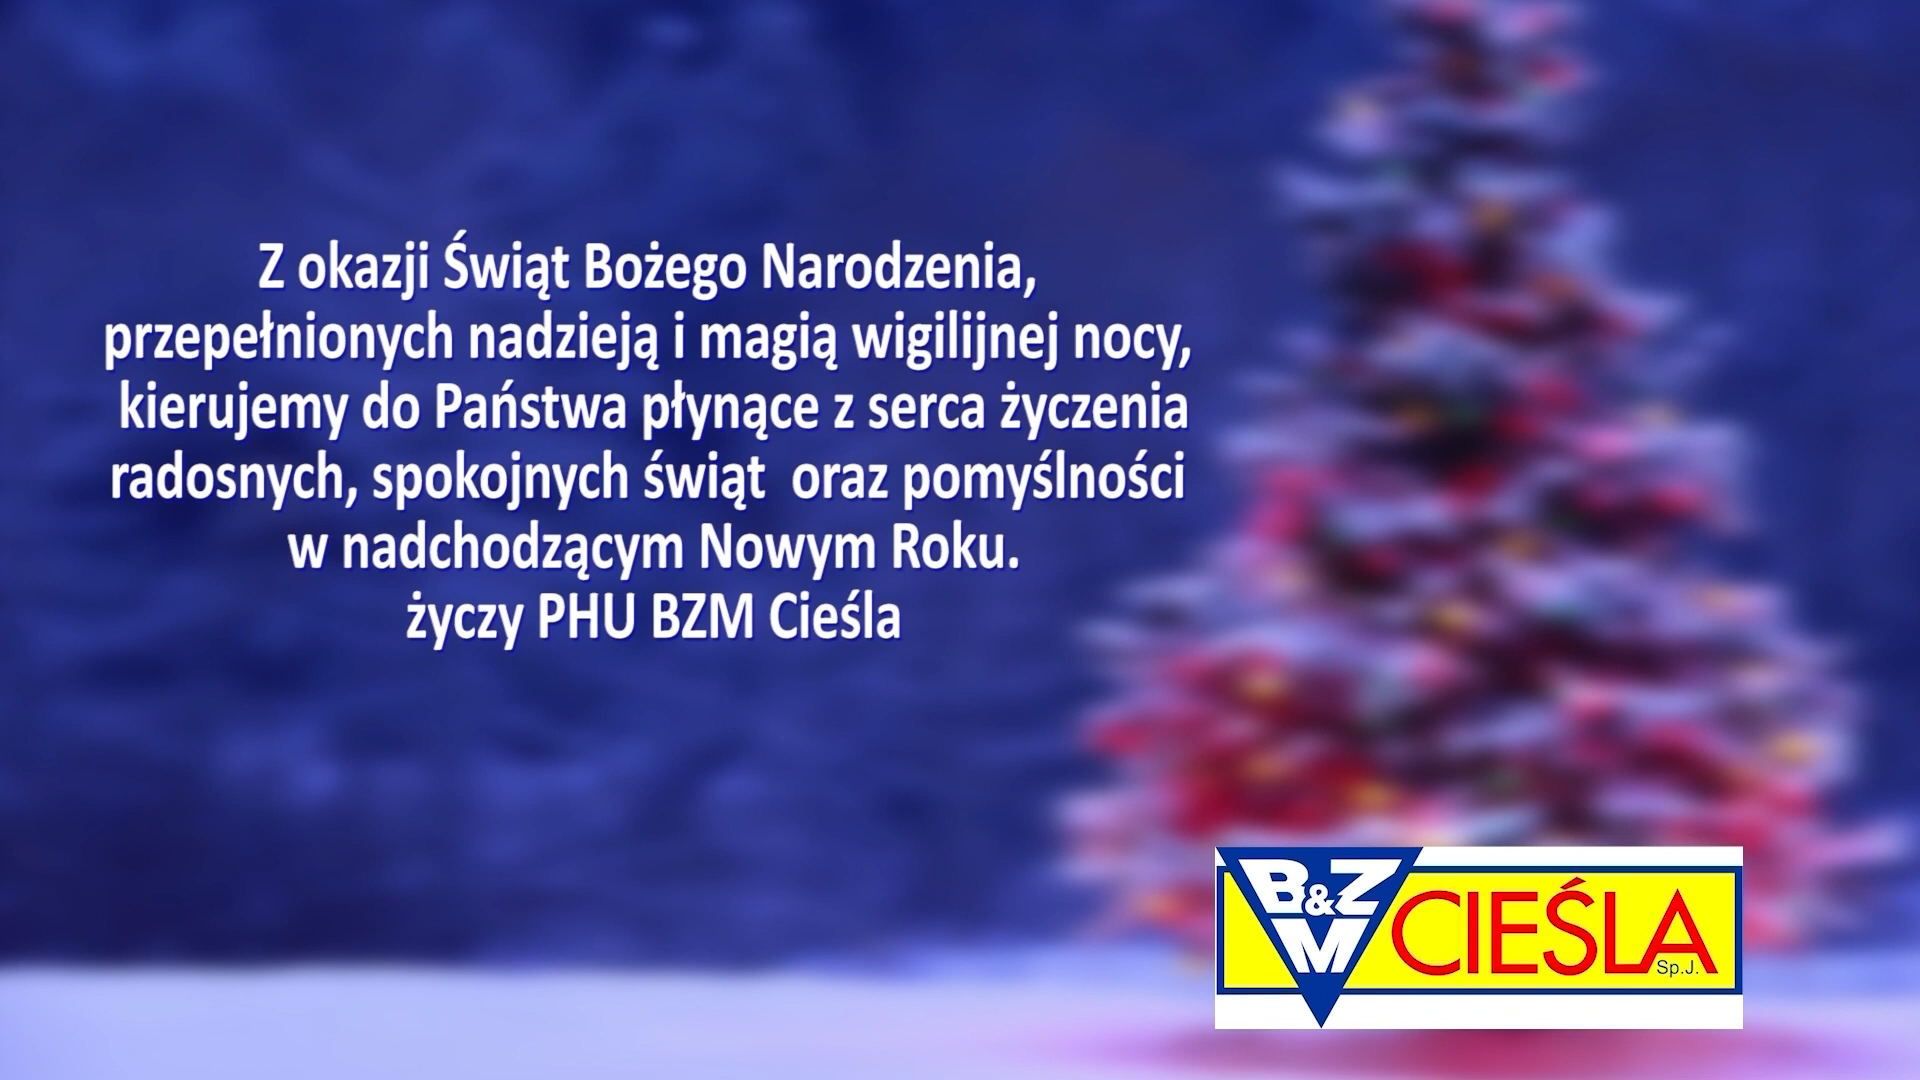 Z okazji Świąt Bożego Narodzenia,
przepełnionych nadzieją i magią wigilijnej nocy,
kierujemy do Państwa płynące z serca życzenia
radosnych, spokojnych świąt  oraz pomyślności
w nadchodzącym Nowym Roku.
życzy PHU BZM Cieśla
B&Z
M
CIEŚLA
Sp.J.